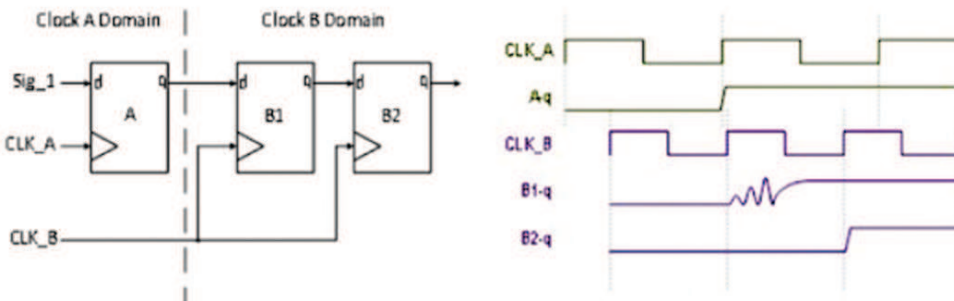 Clock A Domain
Clock B Domain
Sig_1
d
q
A
CLK_A
d
q
B1
d
q
B2
CLK_B
CLK_A
A-q
CLK_B
B1-q
B2-q